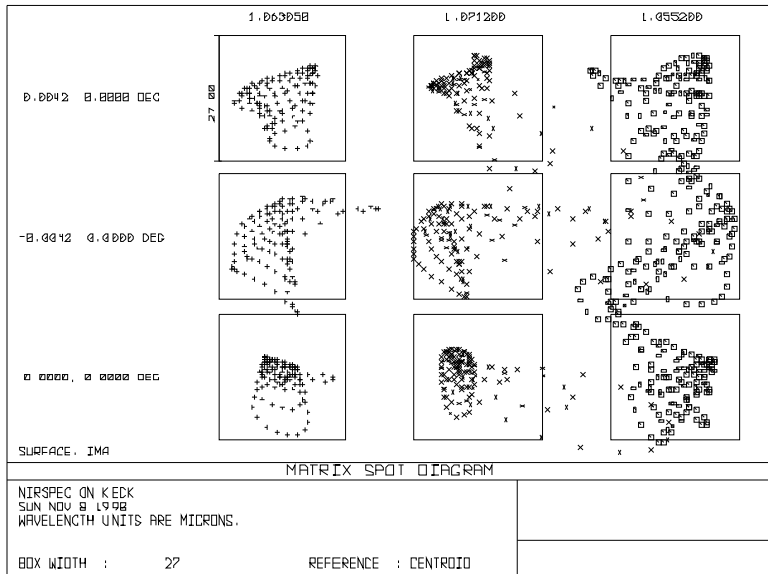 1.063050 1.071200 1.055200
0.0042 0.0000 DEG
27.00
-0.0042 0.0000 DEG
0.0000, 0.0000 DEG
SURFACE: IMA
MATRIX SPOT DIAGRAM
NIRSPEC ON KECK
SUN NOV 8 1998
WAVELENGTH UNITS ARE MICRONS.
BOX WIDTH : 27 REFERENCE : CENTROID